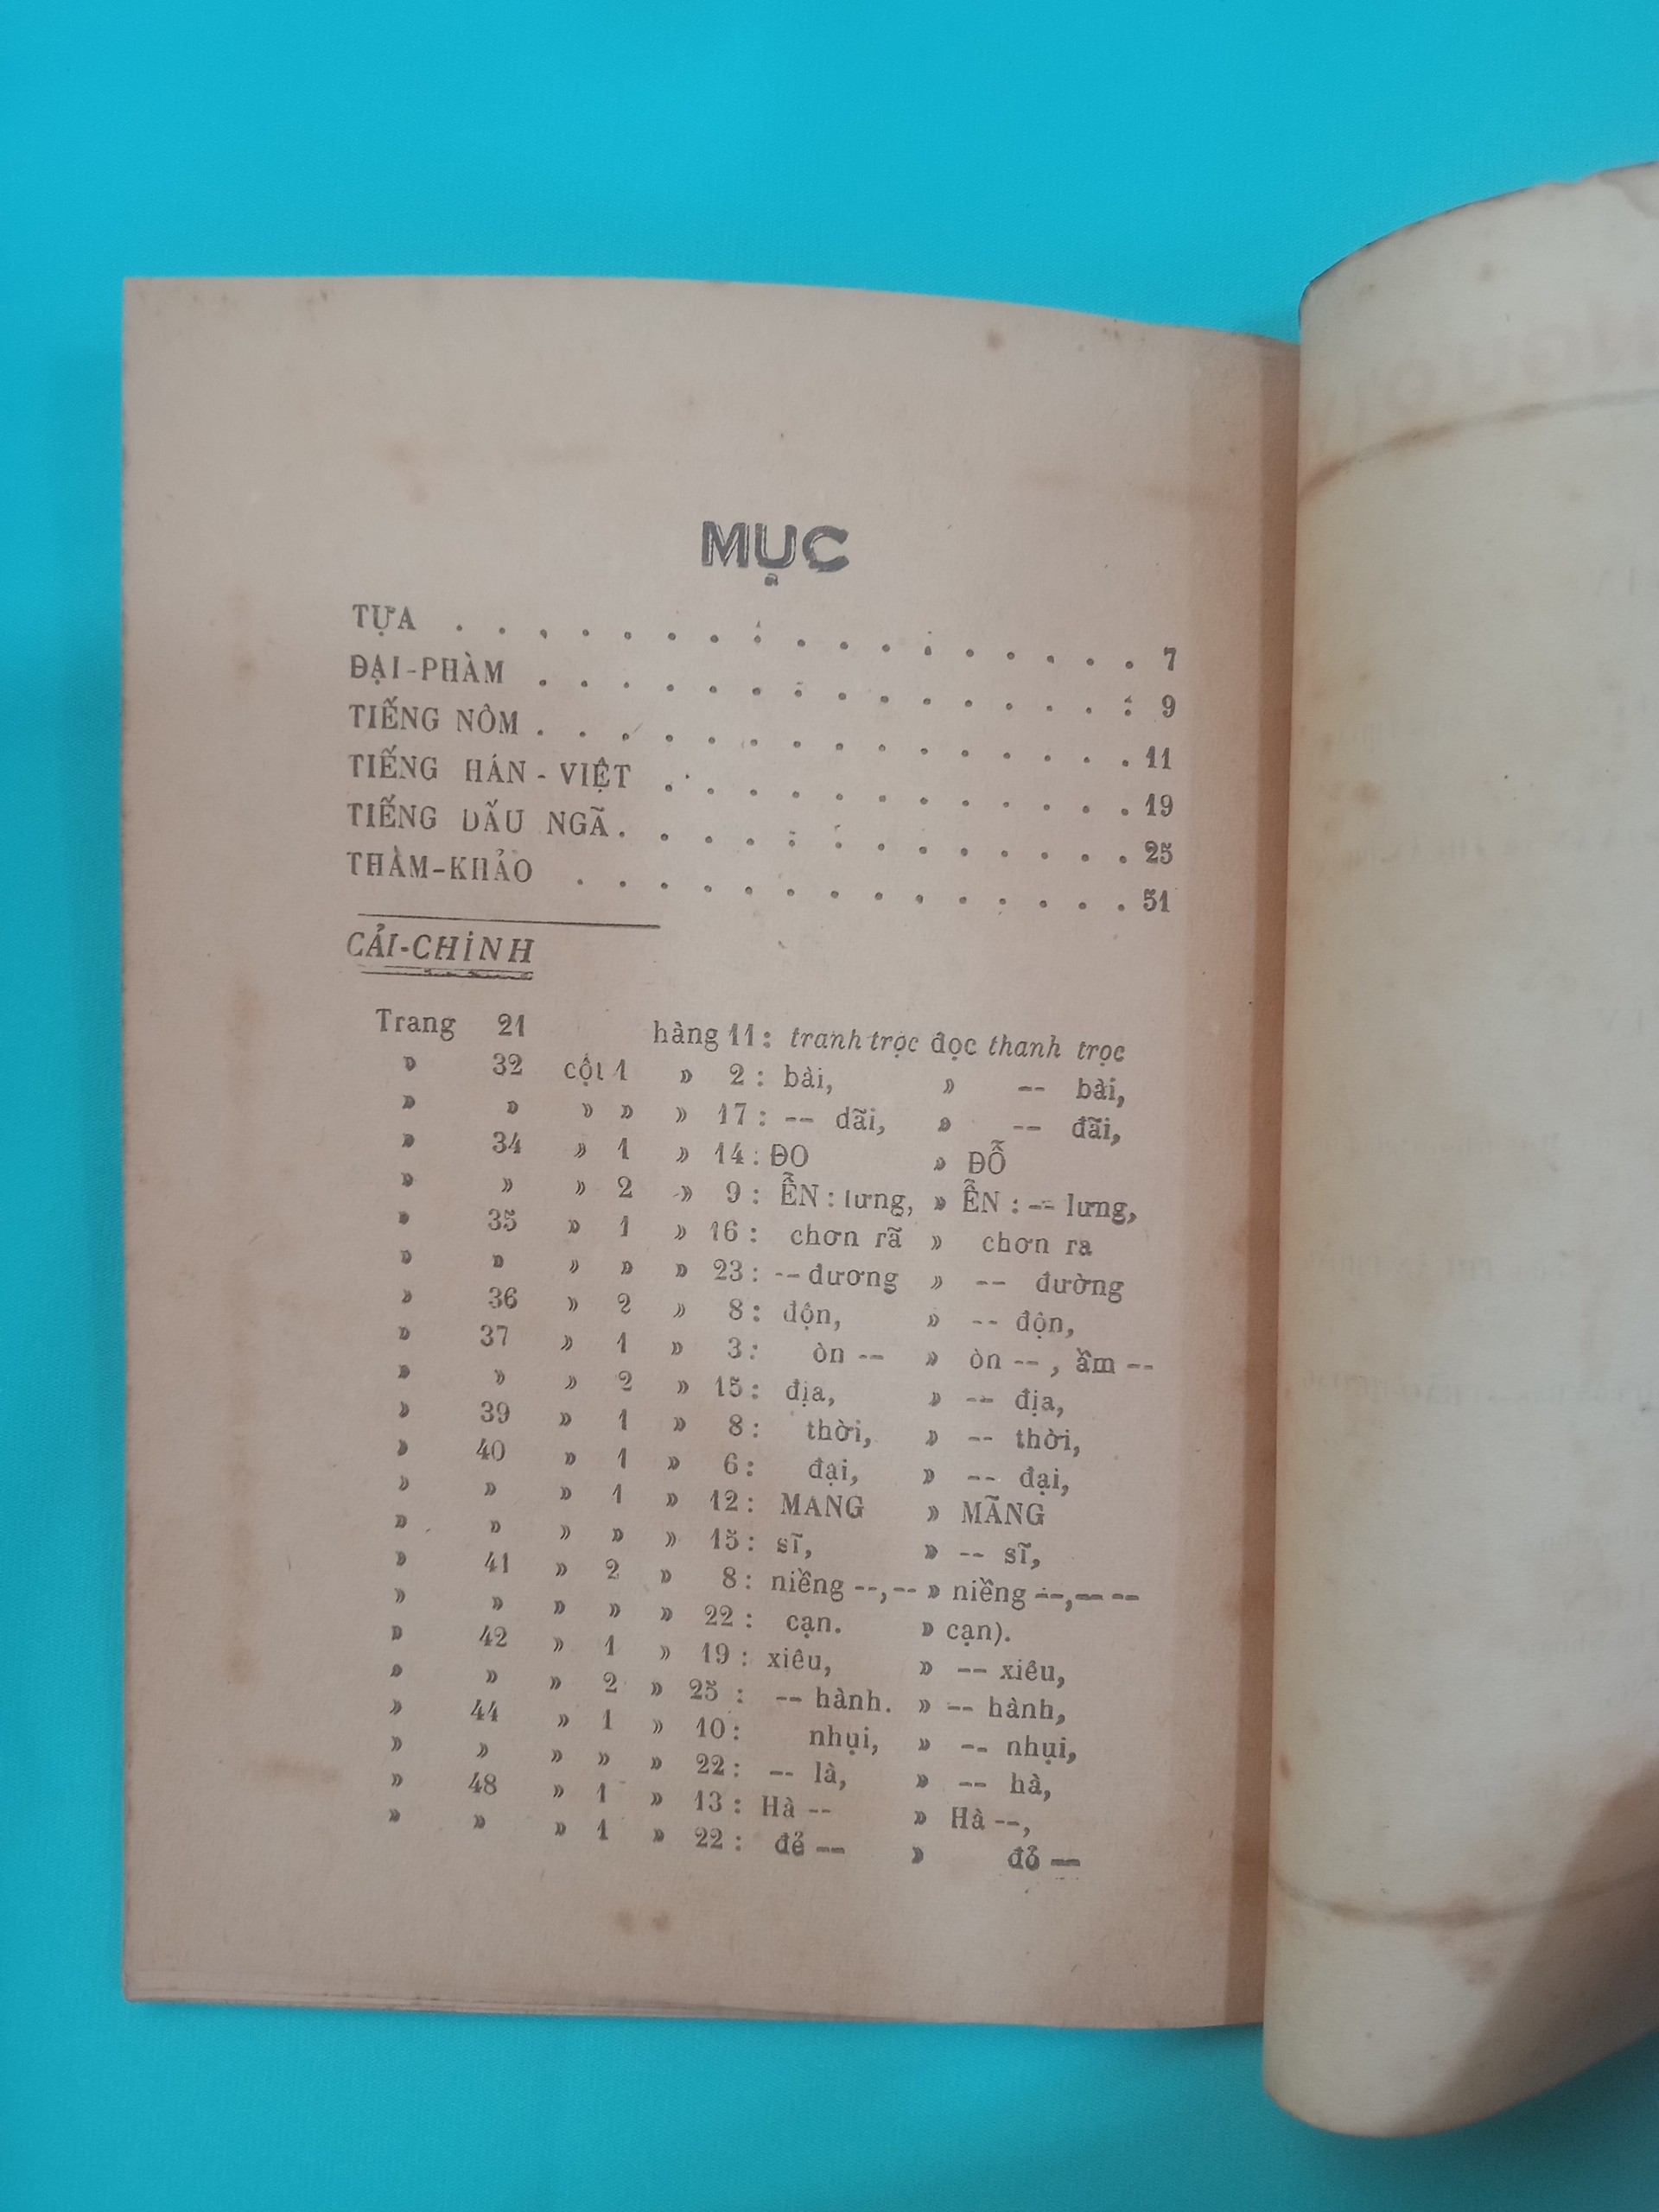 MỤC
TỰA . . . . . . . . . . . . . . . . . 7
ĐẠI-PHÀM . . . . . . . . . . . . . . . 9
TIẾNG NÔM . . . . . . . . . . . . . . . 11
TIẾNG HÁN - VIỆT . . . . . . . . . . . . 19
TIẾNG DẤU NGÃ . . . . . . . . . . . . . 25
THAM-KHẢO . . . . . . . . . . . . . . 51
CẢI-CHÍNH
Trang 21 hàng 11 : tranh trọc đọc thanh trọc
» 32 cột 1 » 2 : bài, » -- bài,
» » » » » 17 : -- dãi, » -- đãi,
» 34 » 1 » 14 : ĐO » ĐỖ
» » » 2 » 9 : ỄN : lưng, » ỄN : -- lưng,
» 35 » 1 » 16 : chơn rã » chơn ra
» » » » » 23 : -- đương » -- đường
» 36 » 2 » 8 : độn, » -- độn,
» 37 » 1 » 3 : òn -- » òn -- , ầm --
» » » 2 » 15 : địa, » -- địa,
» 39 » 1 » 8 : thời, » -- thời,
» 40 » 1 » 6 : đại, » -- đại,
» » » 1 » 12 : MANG » MÃNG
» » » » » 15 : sĩ, » -- sĩ,
» 41 » 2 » 8 : niềng --, -- » niềng --, -- --
» » » » » 22 : cạn. » cạn).
» 42 » 1 » 19 : xiêu, » -- xiêu,
» » » 2 » 25 : -- hành. » -- hành,
» 44 » 1 » 10 : nhụi, » -- nhụi,
» » » » » 22 : -- là, » -- hà,
» 48 » 1 » 13 : Hà -- » Hà --,
» » » 1 » 22 : đẻ -- » đỏ --